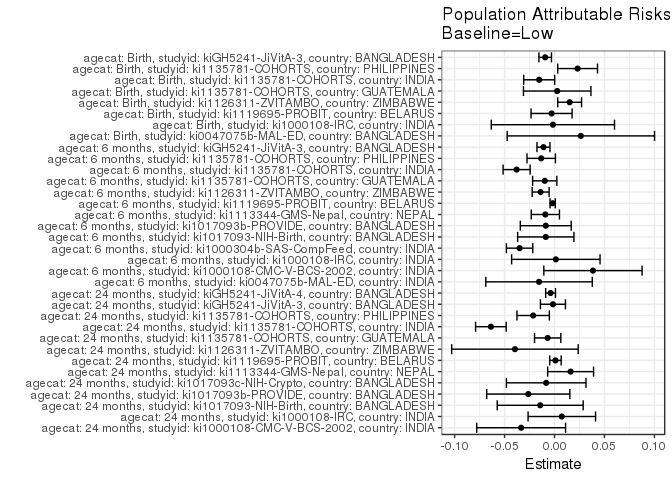 Population Attributable Risks
Baseline=Low
agecat: Birth, studyid: kiGH5241-JiVitA-3, country: BANGLADESH
agecat: Birth, studyid: ki1135781-COHORTS, country: PHILIPPINES
agecat: Birth, studyid: ki1135781-COHORTS, country: INDIA
agecat: Birth, studyid: ki1135781-COHORTS, country: GUATEMALA
agecat: Birth, studyid: ki1126311-ZVITAMBO, country: ZIMBABWE
agecat: Birth, studyid: ki1119695-PROBIT, country: BELARUS
agecat: Birth, studyid: ki1000108-IRC, country: INDIA
agecat: Birth, studyid: ki0047075b-MAL-ED, country: BANGLADESH
agecat: 6 months, studyid: kiGH5241-JiVitA-3, country: BANGLADESH
agecat: 6 months, studyid: ki1135781-COHORTS, country: PHILIPPINES
agecat: 6 months, studyid: ki1135781-COHORTS, country: INDIA
agecat: 6 months, studyid: ki1135781-COHORTS, country: GUATEMALA
agecat: 6 months, studyid: ki1126311-ZVITAMBO, country: ZIMBABWE
agecat: 6 months, studyid: ki1119695-PROBIT, country: BELARUS
agecat: 6 months, studyid: ki1113344-GMS-Nepal, country: NEPAL
agecat: 6 months, studyid: ki1017093b-PROVIDE, country: BANGLADESH
agecat: 6 months, studyid: ki1017093-NIH-Birth, country: BANGLADESH
agecat: 6 months, studyid: ki1000304b-SAS-CompFeed, country: INDIA
agecat: 6 months, studyid: ki1000108-IRC, country: INDIA
agecat: 6 months, studyid: ki1000108-CMC-V-BCS-2002, country: INDIA
agecat: 6 months, studyid: ki0047075b-MAL-ED, country: INDIA
agecat: 24 months, studyid: kiGH5241-JiVitA-4, country: BANGLADESH
agecat: 24 months, studyid: kiGH5241-JiVitA-3, country: BANGLADESH
agecat: 24 months, studyid: ki1135781-COHORTS, country: PHILIPPINES
agecat: 24 months, studyid: ki1135781-COHORTS, country: INDIA
agecat: 24 months, studyid: ki1135781-COHORTS, country: GUATEMALA
agecat: 24 months, studyid: ki1126311-ZVITAMBO, country: ZIMBABWE
agecat: 24 months, studyid: ki1119695-PROBIT, country: BELARUS
agecat: 24 months, studyid: ki1113344-GMS-Nepal, country: NEPAL
agecat: 24 months, studyid: ki1017093c-NIH-Crypto, country: BANGLADESH
agecat: 24 months, studyid: ki1017093b-PROVIDE, country: BANGLADESH
agecat: 24 months, studyid: ki1017093-NIH-Birth, country: BANGLADESH
agecat: 24 months, studyid: ki1000108-IRC, country: INDIA
agecat: 24 months, studyid: ki1000108-CMC-V-BCS-2002, country: INDIA
-0.10 -0.05 0.00 0.05 0.10
Estimate